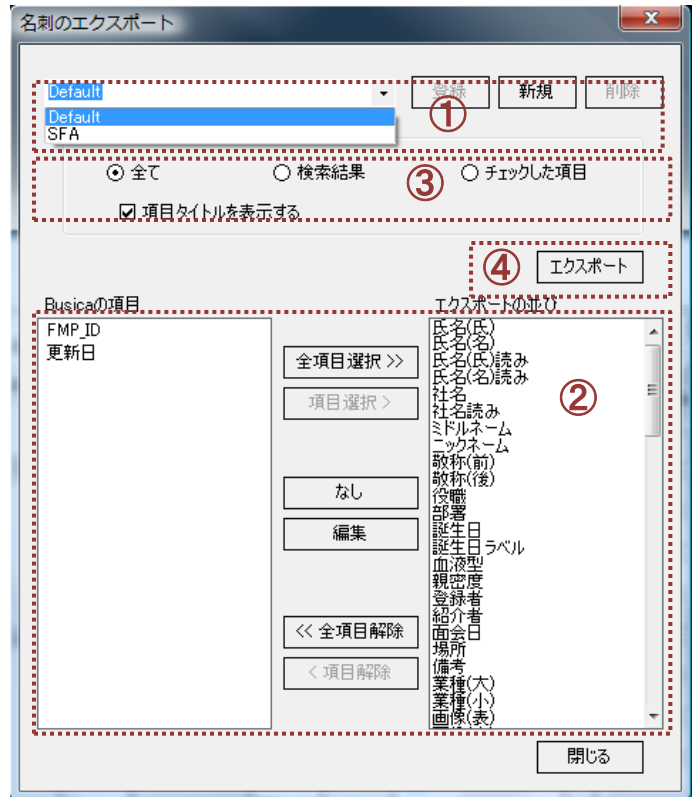 名刺のエクスポート
Default
登録
新規
削除
①
Default
SFA
全て
検索結果
③
チェックした項目
項目タイトルを表示する
④
エクスポート
Busicaの項目
エクスポートの並び
FMP_ID
更新日
全項目選択 >>
項目選択 >
なし
編集
<< 全項目解除
< 項目解除
②
氏名(氏)
氏名(名)
氏名(氏)読み
氏名(名)読み
社名
社名読み
ミドルネーム
ニックネーム
敬称(前)
敬称(後)
役職
部署
誕生日
誕生日ラベル
血液型
親密度
登録者
紹介者
面会日
場所
備考
業種(大)
業種(小)
画像(表)
閉じる